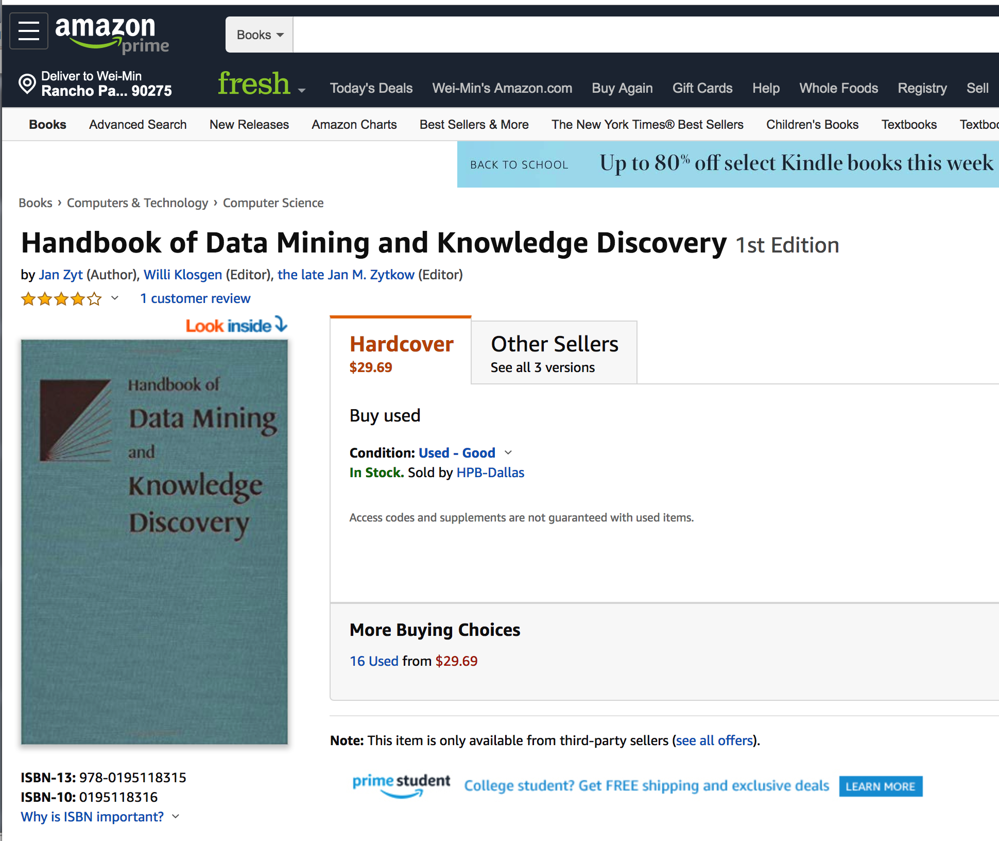 amazon
prime
Books
Deliver to Wei-Min
Rancho Pa... 90275
fresh
Today's Deals
Wei-Min's Amazon.com
Buy Again
Gift Cards
Help
Whole Foods
Registry
Sell
Books
Advanced Search
New Releases
Amazon Charts
Best Sellers & More
The New York Times® Best Sellers
Children's Books
Textbooks
Textboo
BACK TO SCHOOL
Up to 80% off select Kindle books this week
Books › Computers & Technology › Computer Science
Handbook of Data Mining and Knowledge Discovery 1st Edition
by Jan Zyt (Author), Willi Klosgen (Editor), the late Jan M. Zytkow (Editor)
1 customer review
Look inside
Handbook of
Data Mining
and
Knowledge
Discovery
Hardcover
$29.69
Other Sellers
See all 3 versions
Buy used
Condition: Used - Good
In Stock. Sold by HPB-Dallas
Access codes and supplements are not guaranteed with used items.
More Buying Choices
16 Used from $29.69
Note: This item is only available from third-party sellers (see all offers).
prime student
College student? Get FREE shipping and exclusive deals
LEARN MORE
ISBN-13: 978-0195118315
ISBN-10: 0195118316
Why is ISBN important?